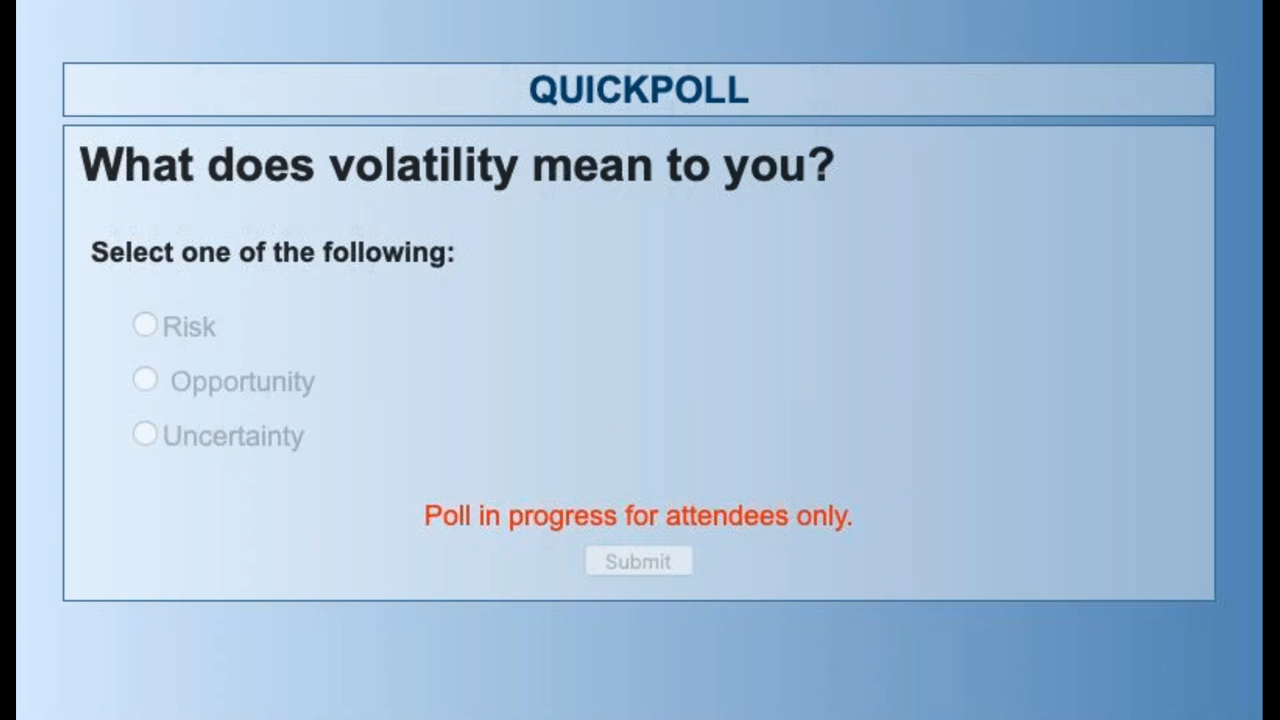 QUICKPOLL
What does volatility mean to you?
Select one of the following:
Risk
Opportunity
Uncertainty
Poll in progress for attendees only.
Submit